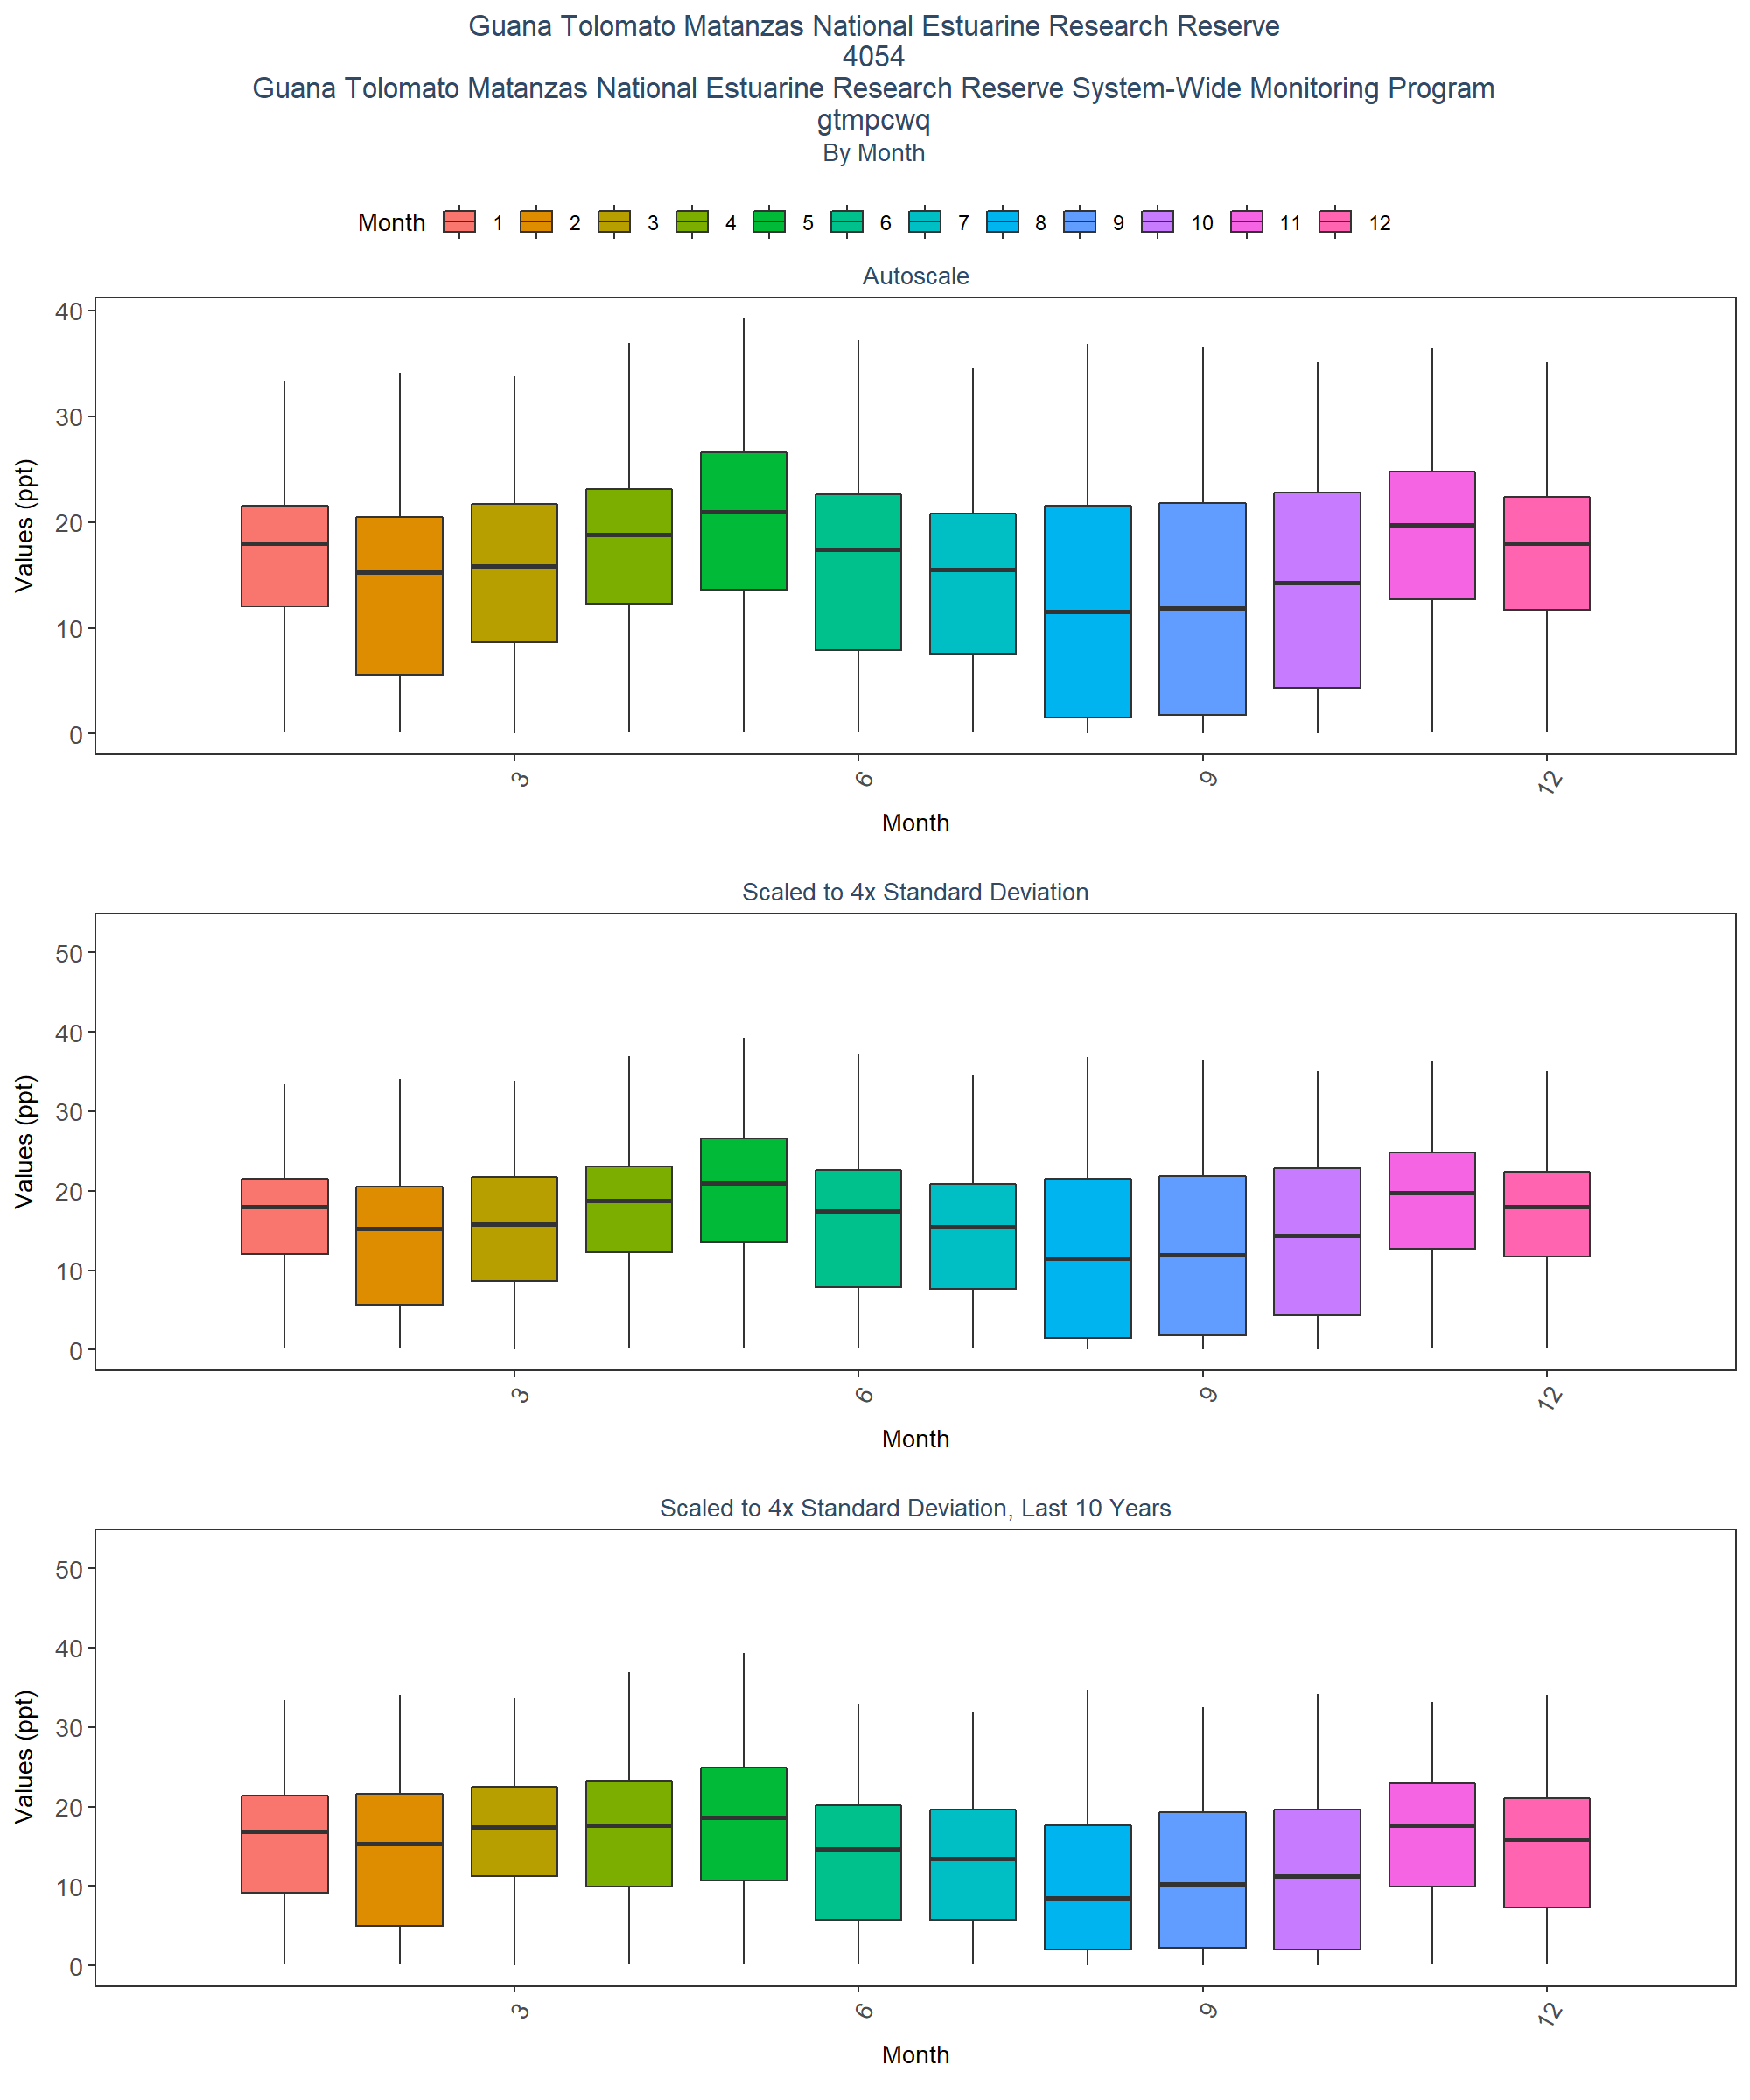 Guana Tolomato Matanzas National Estuarine Research Reserve
4054
Guana Tolomato Matanzas National Estuarine Research Reserve System-Wide Monitoring Program
gtmpcwq
By Month
Month 1 2 3 4 5 6 7 8 9 10 11 12
Autoscale
Values (ppt)
40
30
20
10
0
3 6 9 12
Month
Scaled to 4x Standard Deviation
Values (ppt)
50
40
30
20
10
0
3 6 9 12
Month
Scaled to 4x Standard Deviation, Last 10 Years
Values (ppt)
50
40
30
20
10
0
3 6 9 12
Month